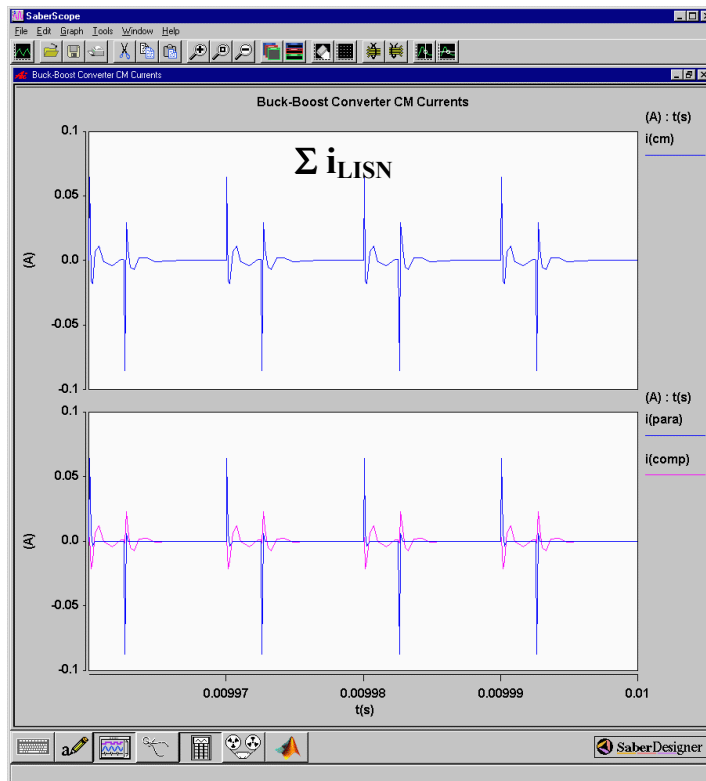 SaberScope
File Edit Graph Tools Window Help
Buck-Boost Converter CM Currents
Buck-Boost Converter CM Currents
(A) : t(s)
i(cm)
Σ iLISN
0.1
0.05
0.0
-0.05
-0.1
(A)
(A) : t(s)
i(para)
i(comp)
0.1
0.05
0.0
-0.05
-0.1
(A)
0.00997 0.00998 0.00999 0.01
t(s)
a
SaberDesigner